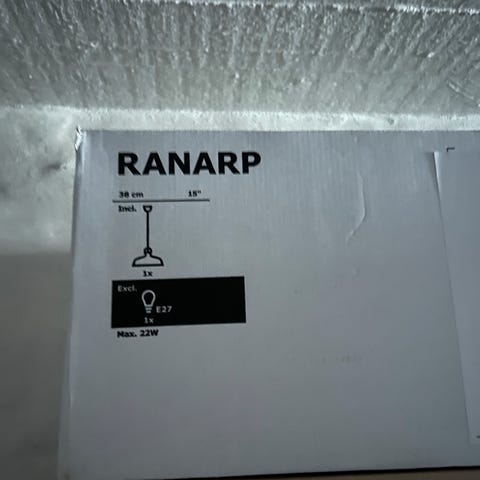 RANARP
38 cm 15"
Incl.
1x
Excl.
E27
1x
Max. 22W